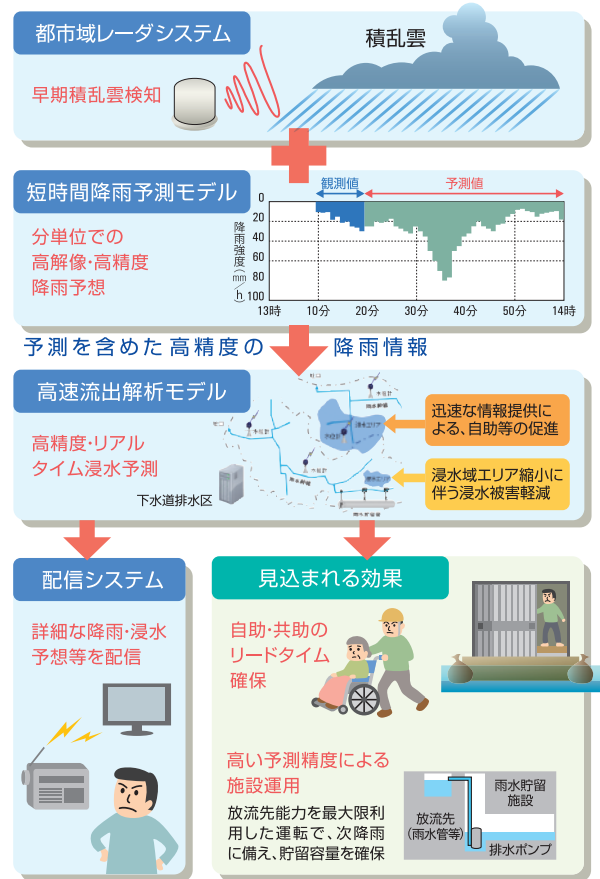 都市域レーダシステム
積乱雲
早期積乱雲検知
短時間降雨予測モデル
分単位での
高解像・高精度
降雨予想
観測値
予測値
降雨強度(㎜/h)
0
20
40
60
80
100
13時
10分
20分
30分
40分
50分
14時
予測を含めた高精度の
降雨情報
高速流出解析モデル
高精度・リアル
タイム浸水予測
下水道排水区
迅速な情報提供に
よる、自助等の促進
浸水域エリア縮小に
伴う浸水被害軽減
配信システム
詳細な降雨・浸水
予想等を配信
見込まれる効果
自助・共助の
リードタイム
確保
高い予測精度による
施設運用
放流先能力を最大限利
用した運転で、次降雨
に備え、貯留容量を確保
雨水貯留
施設
放流先
(雨水管等)
排水ポンプ